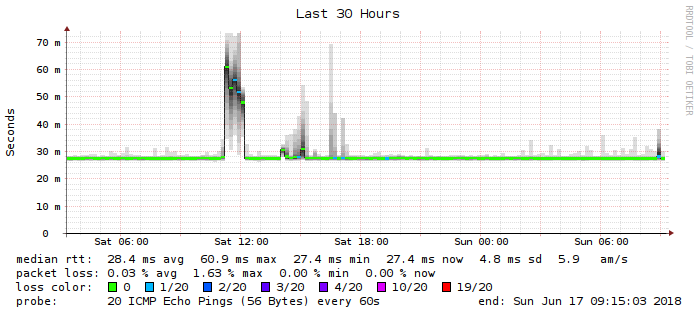 Last 30 Hours
RRDTOOL / TOBI OETIKER
Seconds
70 m
60 m
50 m
40 m
30 m
20 m
10 m
0
Sat 06:00 Sat 12:00 Sat 18:00 Sun 00:00 Sun 06:00
median rtt: 28.4 ms avg 60.9 ms max 27.4 ms min 27.4 ms now 4.8 ms sd 5.9 am/s
packet loss: 0.03 % avg 1.63 % max 0.00 % min 0.00 % now
loss color: 0 1/20 2/20 3/20 4/20 10/20 19/20
probe: 20 ICMP Echo Pings (56 Bytes) every 60s end: Sun Jun 17 09:15:03 2018